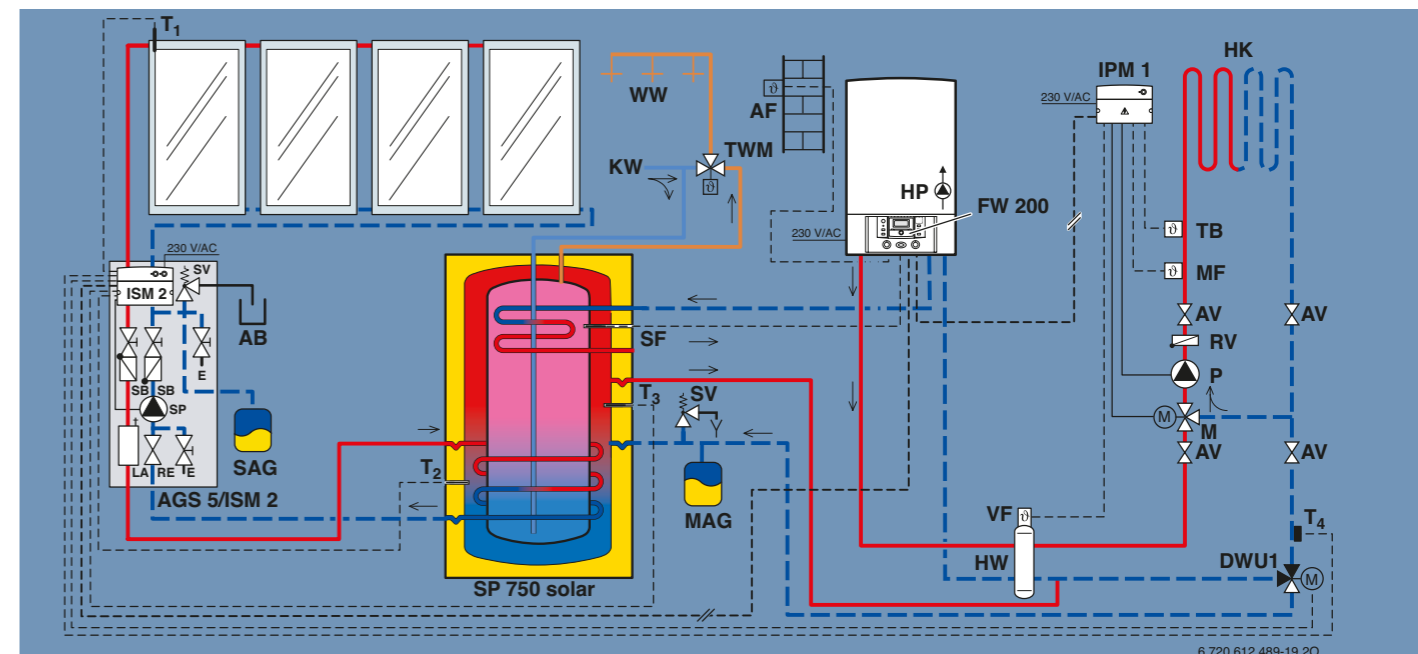 T1
WW
KW
TWM
AF
230 V/AC
HP
FW 200
IPM 1
230 V/AC
HK
TB
MF
AV
AV
RV
P
M
M
AV
AV
T4
VF
HW
DWU1
M
230 V/AC
ISM 2
SV
AB
E
SB
SB
SP
LA
RE
E
SAG
AGS 5/ISM 2
T2
SF
T3
SV
MAG
SP 750 solar
6 720 612 489-19.2O